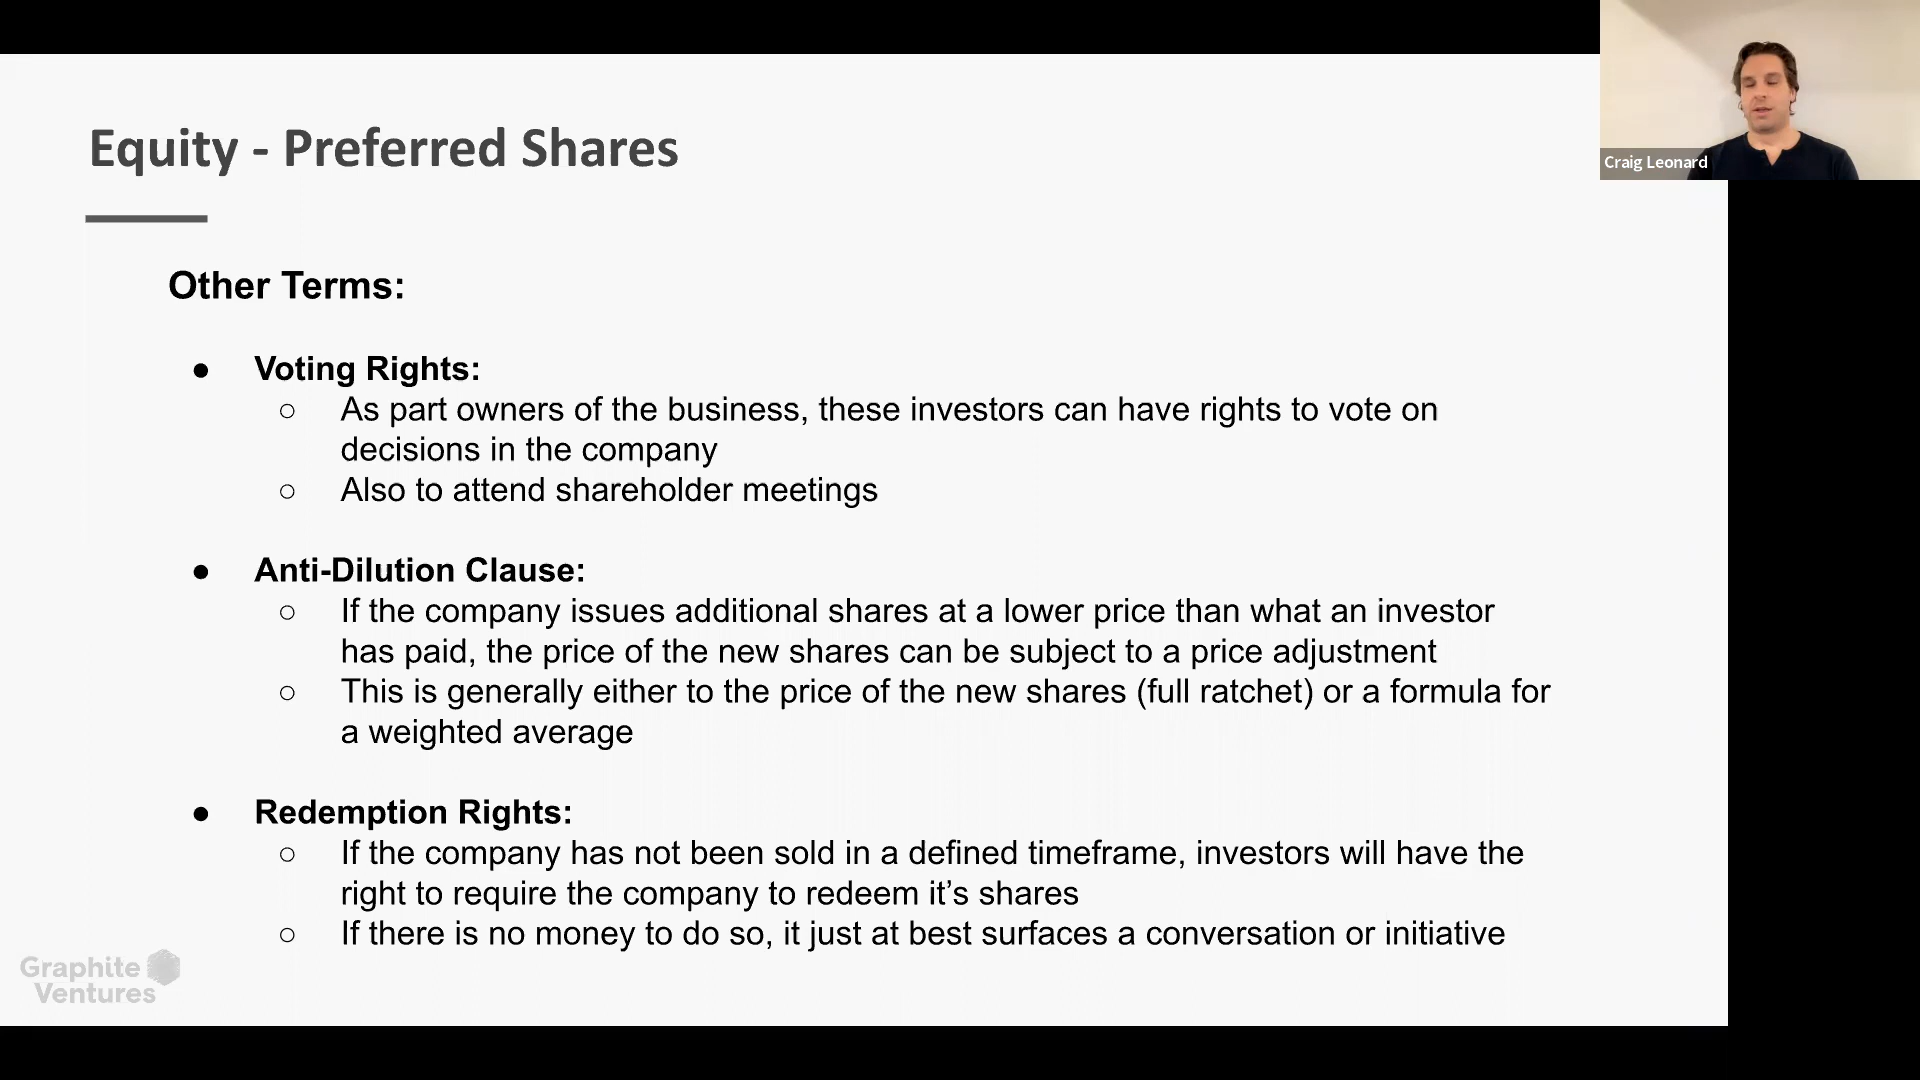 Equity - Preferred Shares
Craig Leonard
Other Terms:
● Voting Rights:
○ As part owners of the business, these investors can have rights to vote on
decisions in the company
○ Also to attend shareholder meetings
● Anti-Dilution Clause:
○ If the company issues additional shares at a lower price than what an investor
has paid, the price of the new shares can be subject to a price adjustment
○ This is generally either to the price of the new shares (full ratchet) or a formula for
a weighted average
● Redemption Rights:
○ If the company has not been sold in a defined timeframe, investors will have the
right to require the company to redeem it’s shares
○ If there is no money to do so, it just at best surfaces a conversation or initiative
Graphite
Ventures